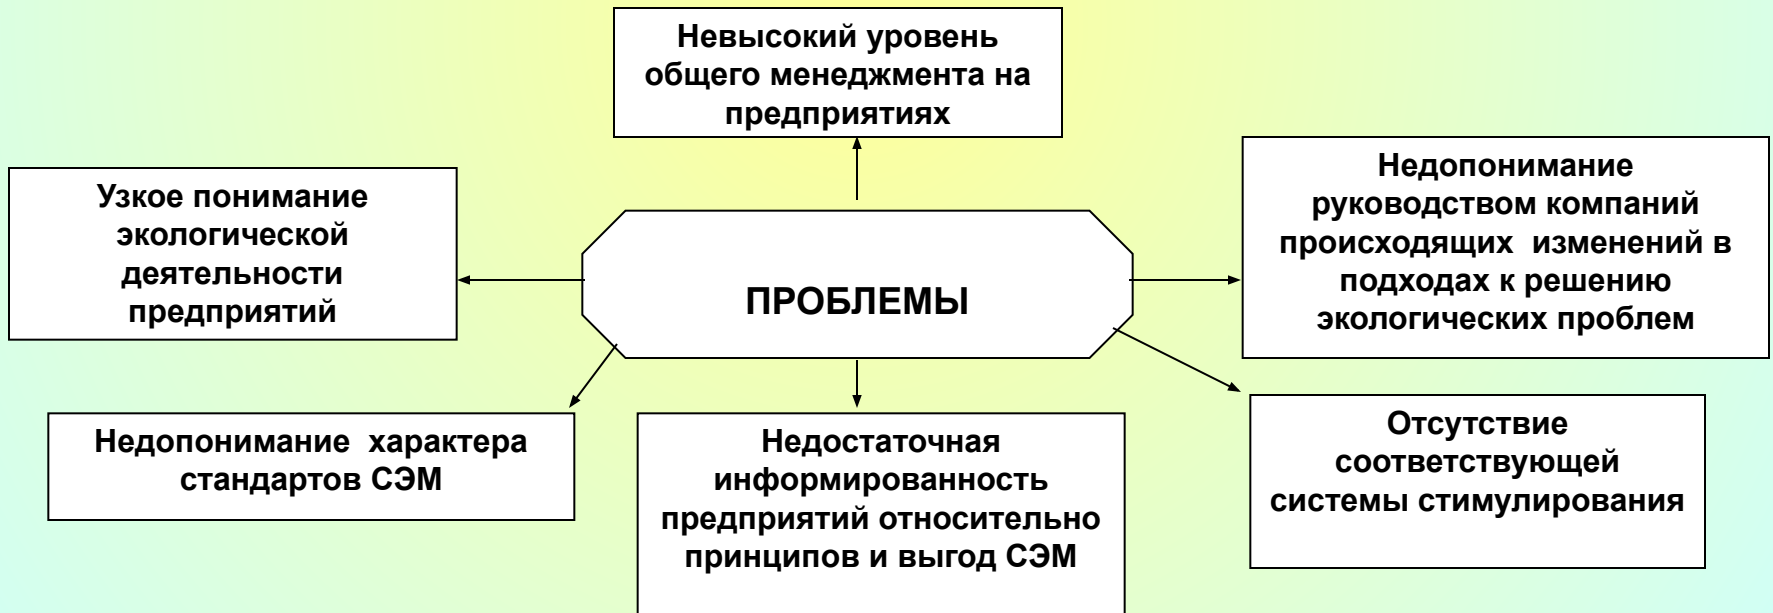 Невысокий уровень
общего менеджмента на
предприятиях
Узкое понимание
экологической
деятельности
предприятий
ПРОБЛЕМЫ
Недопонимание
руководством компаний
происходящих изменений в
подходах к решению
экологических проблем
Недопонимание характера
стандартов СЭМ
Недостаточная
информированность
предприятий относительно
принципов и выгод СЭМ
Отсутствие
соответствующей
системы стимулирования